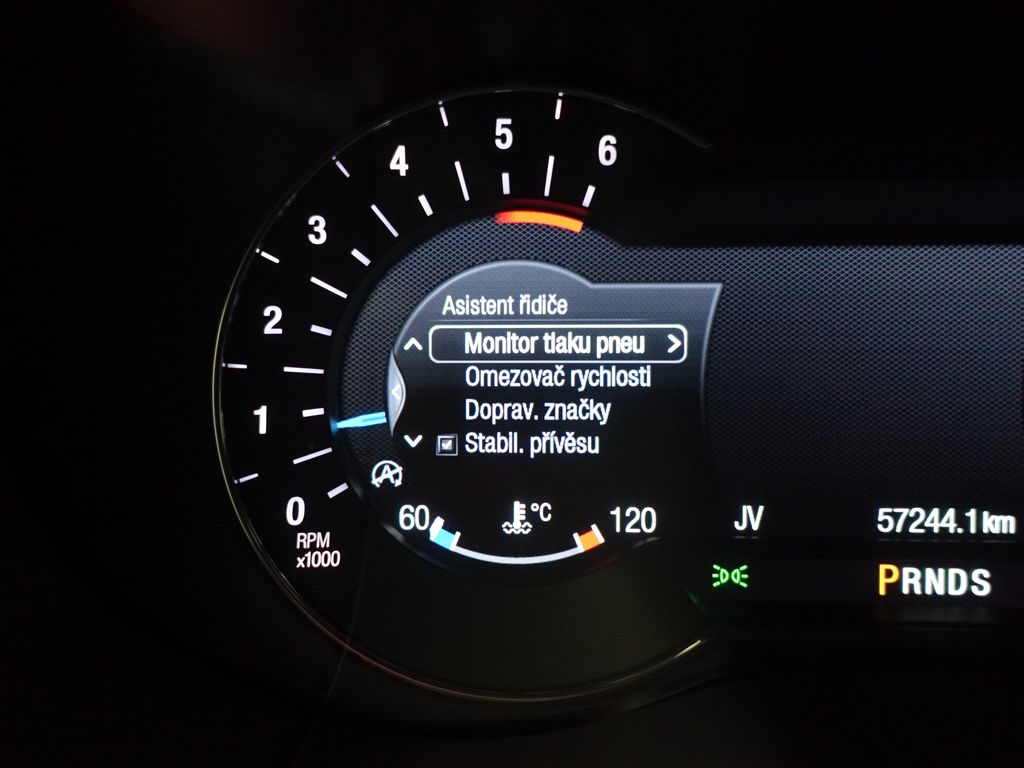 5
6
4
3
2
1
0
RPM
x1000
Asistent řidiče
Monitor tlaku pneu
Omezovač rychlosti
Doprav. značky
Stabil. přívěsu
60 °C 120
JV 57244.1 km
PRNDS